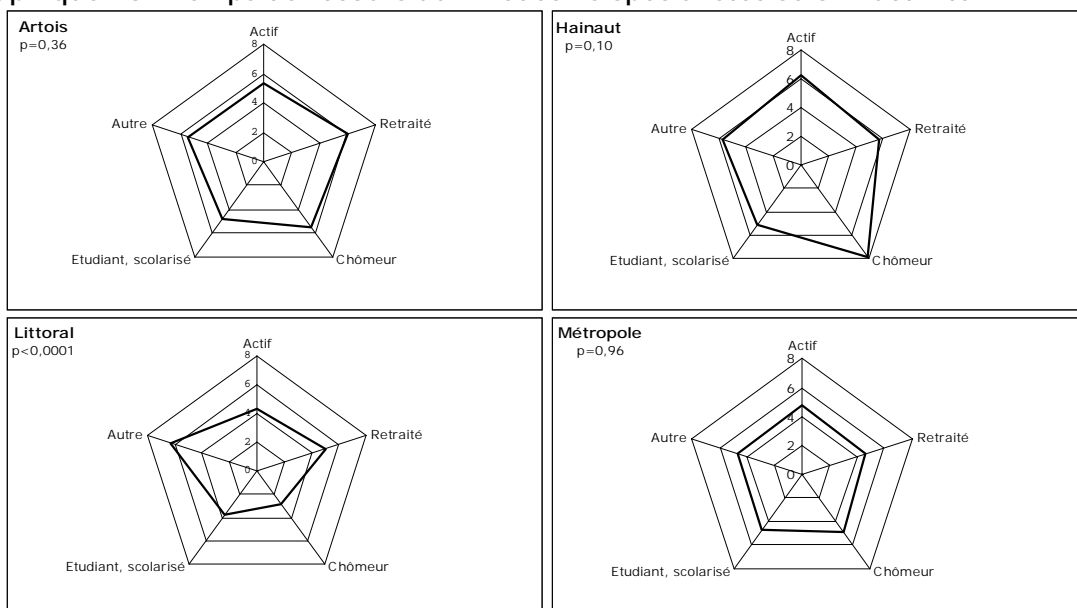 Artois
p=0,36
Actif
8
6
4
2
0
Retraité
Chômeur
Etudiant, scolarisé
Autre
Hainaut
p=0,10
Actif
8
6
4
2
0
Retraité
Chômeur
Etudiant, scolarisé
Autre
Littoral
p<0,0001
Actif
8
6
4
2
0
Retraité
Chômeur
Etudiant, scolarisé
Autre
Métropole
p=0,96
Actif
8
6
4
2
0
Retraité
Chômeur
Etudiant, scolarisé
Autre